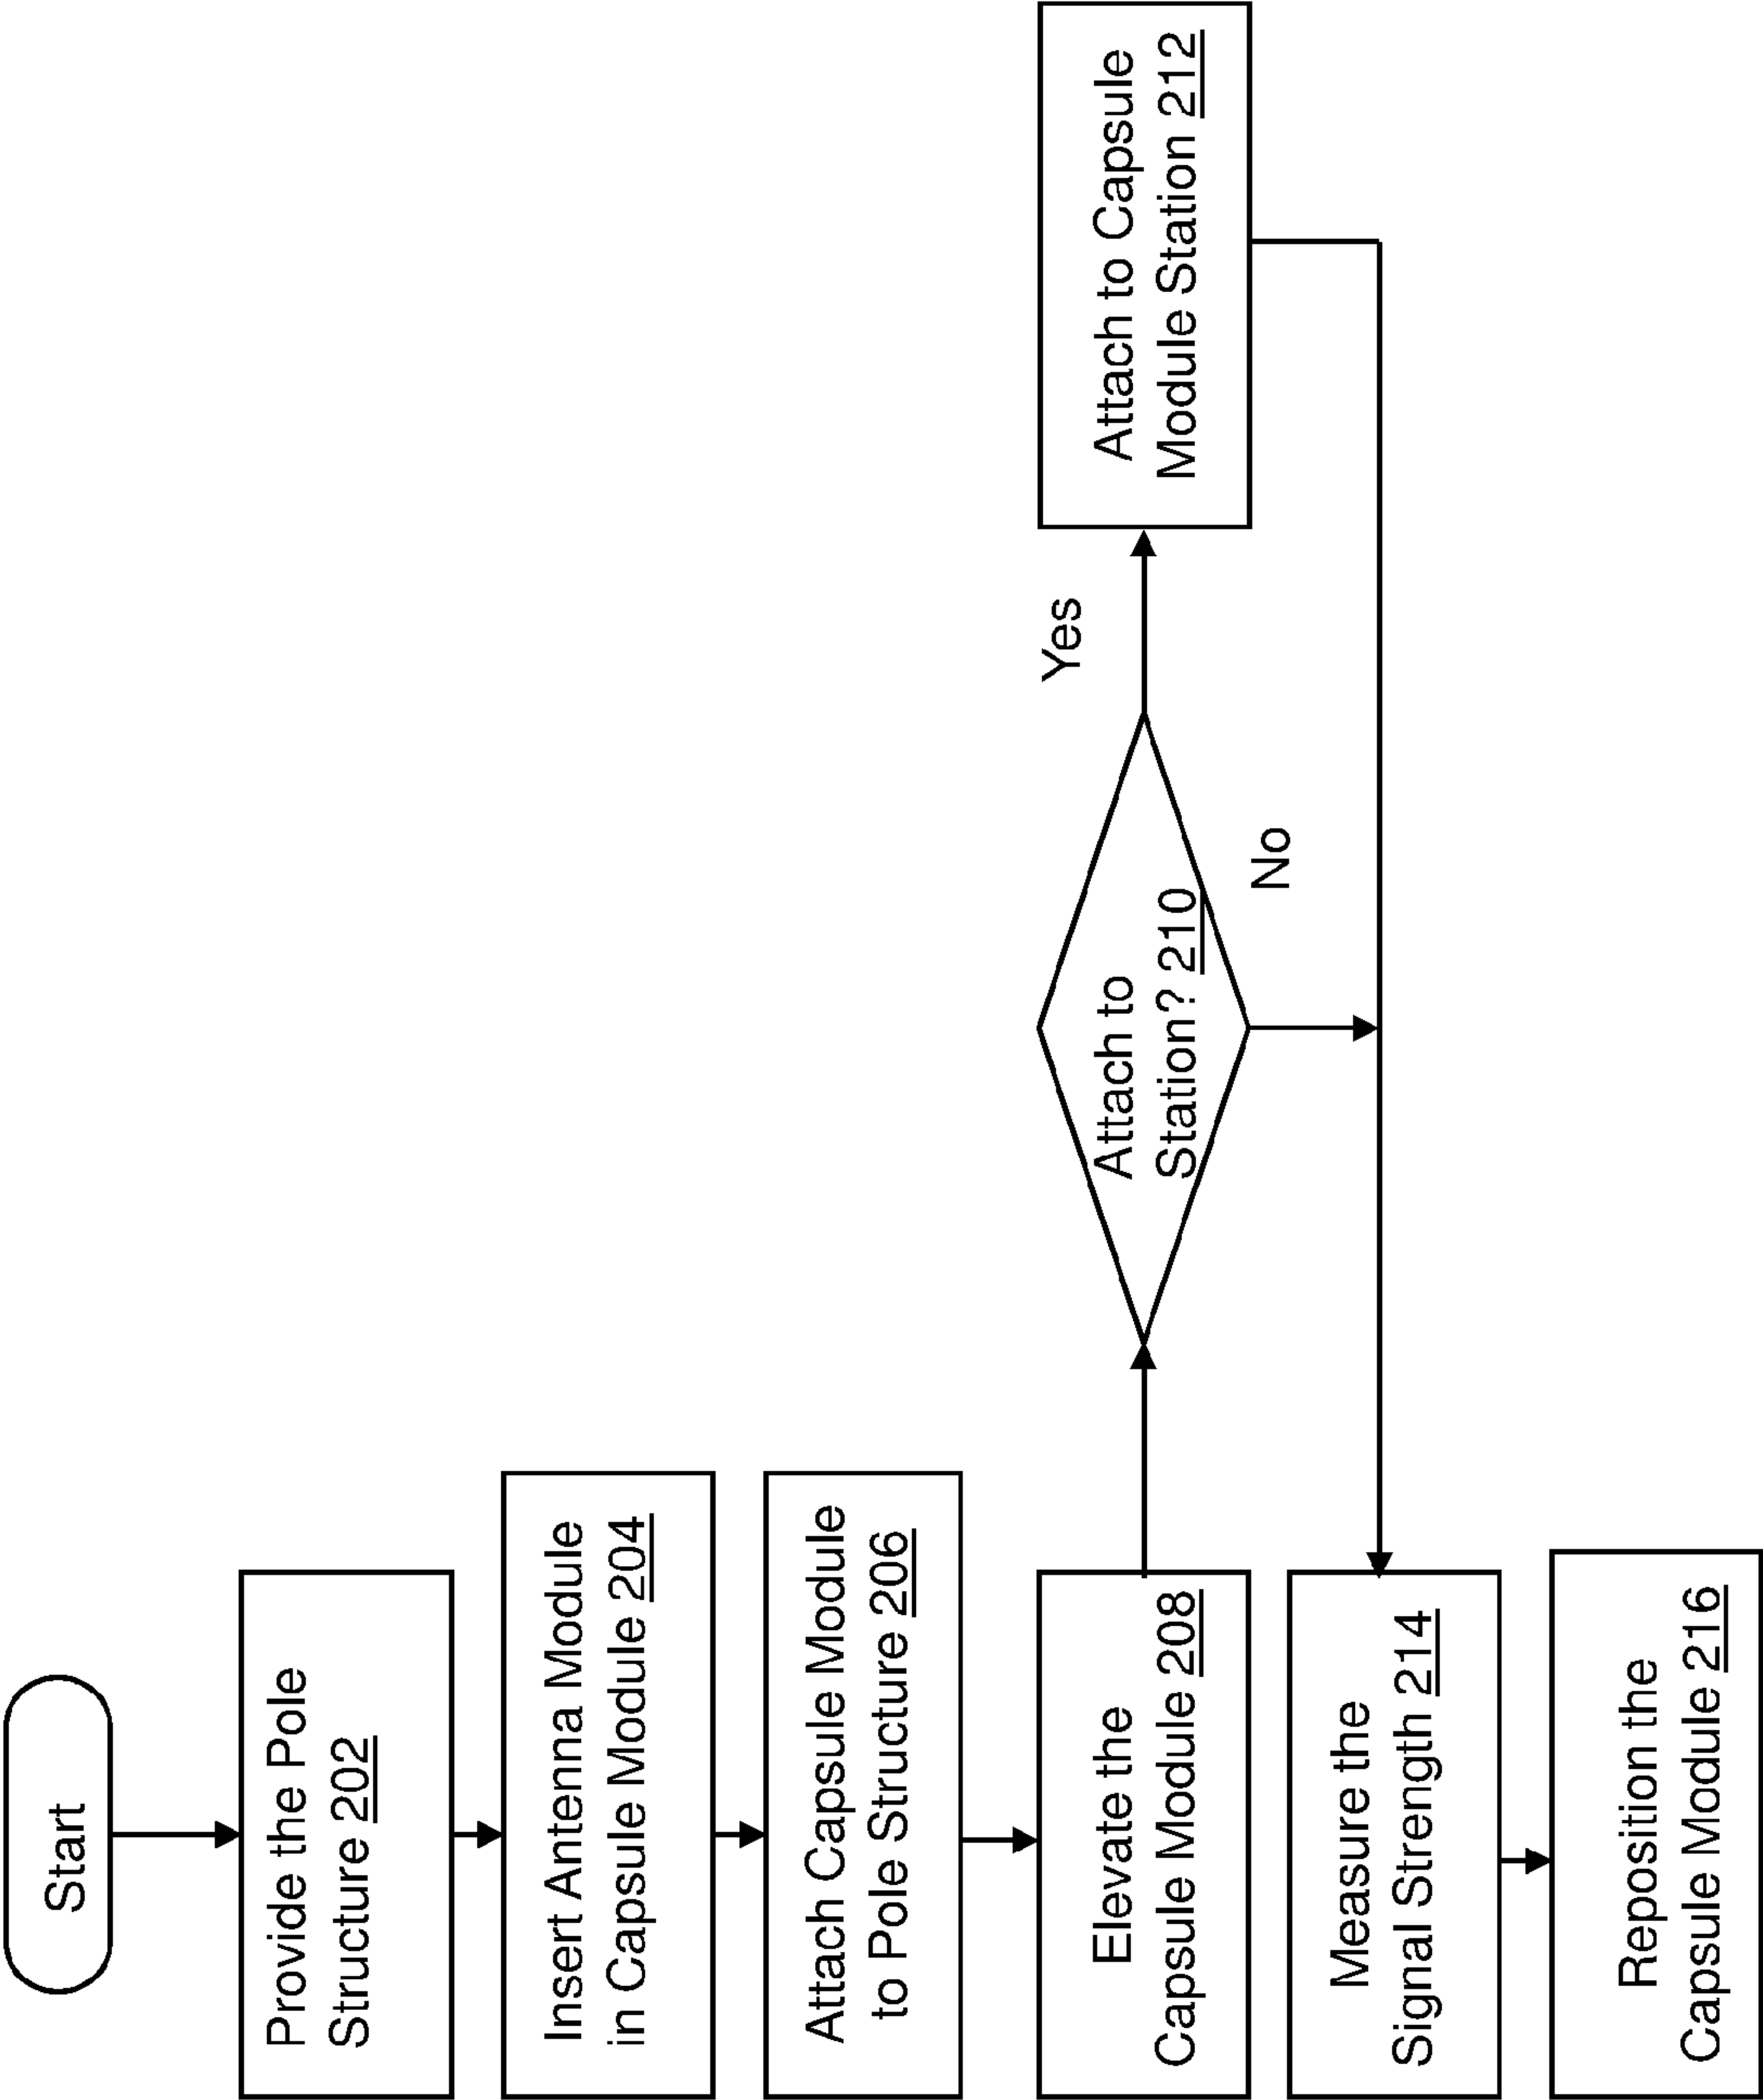 Start
Provide the Pole
Structure 202
Insert Antenna Module
in Capsule Module 204
Attach Capsule Module
to Pole Structure 206
Elevate the
Capsule Module 208
Attach to
Station? 210
Yes
No
Attach to Capsule
Module Station 212
Measure the
Signal Strength 214
Reposition the
Capsule Module 216